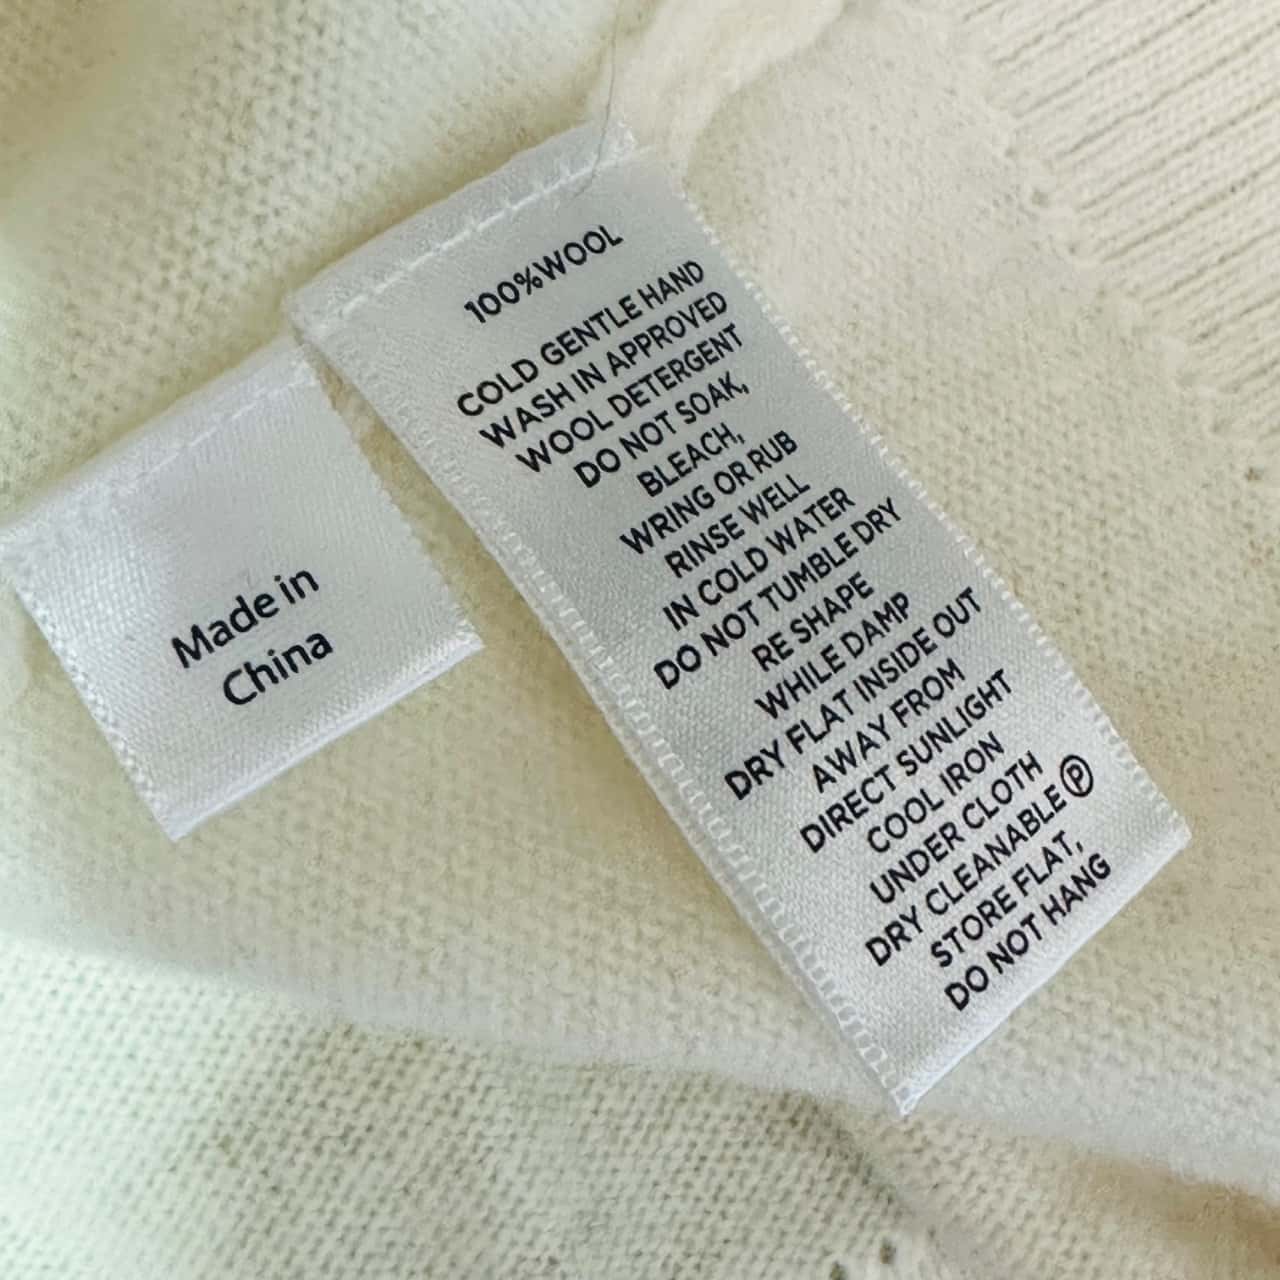 100%WOOL
COLD GENTLE HAND
WASH IN APPROVED
WOOL DETERGENT
DO NOT SOAK,
BLEACH,
WRING OR RUB
RINSE WELL
IN COLD WATER
DO NOT TUMBLE DRY
RE SHAPE
WHILE DAMP
DRY FLAT INSIDE OUT
AWAY FROM
DIRECT SUNLIGHT
COOL IRON
UNDER CLOTH
DRY CLEANABLE Ⓟ
STORE FLAT,
DO NOT HANG
Made in
China